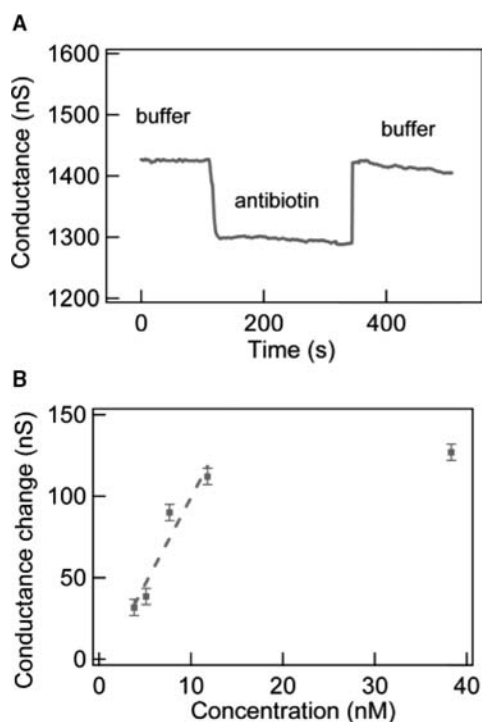 A
Conductance (nS)
1600
1500
1400
1300
1200
buffer
antibiotin
buffer
0
200
400
Time (s)
B
Conductance change (nS)
150
100
50
0
0
10
20
30
40
Concentration (nM)